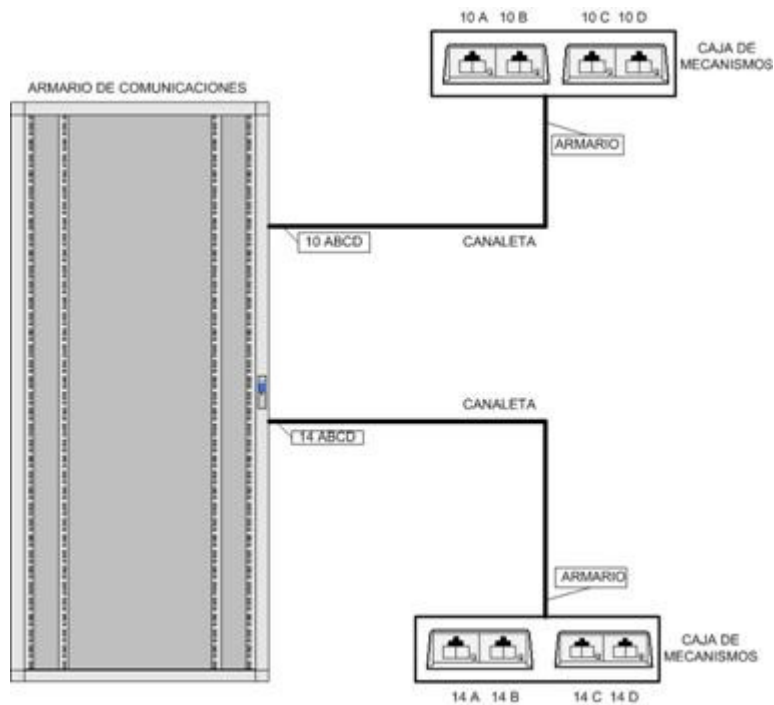 10 A 10 B 10 C 10 D
CAJA DE
MECANISMOS
ARMARIO DE COMUNICACIONES
ARMARIO
10 ABCD
CANALETA
CANALETA
14 ABCD
ARMARIO
CAJA DE
MECANISMOS
14 A 14 B 14 C 14 D